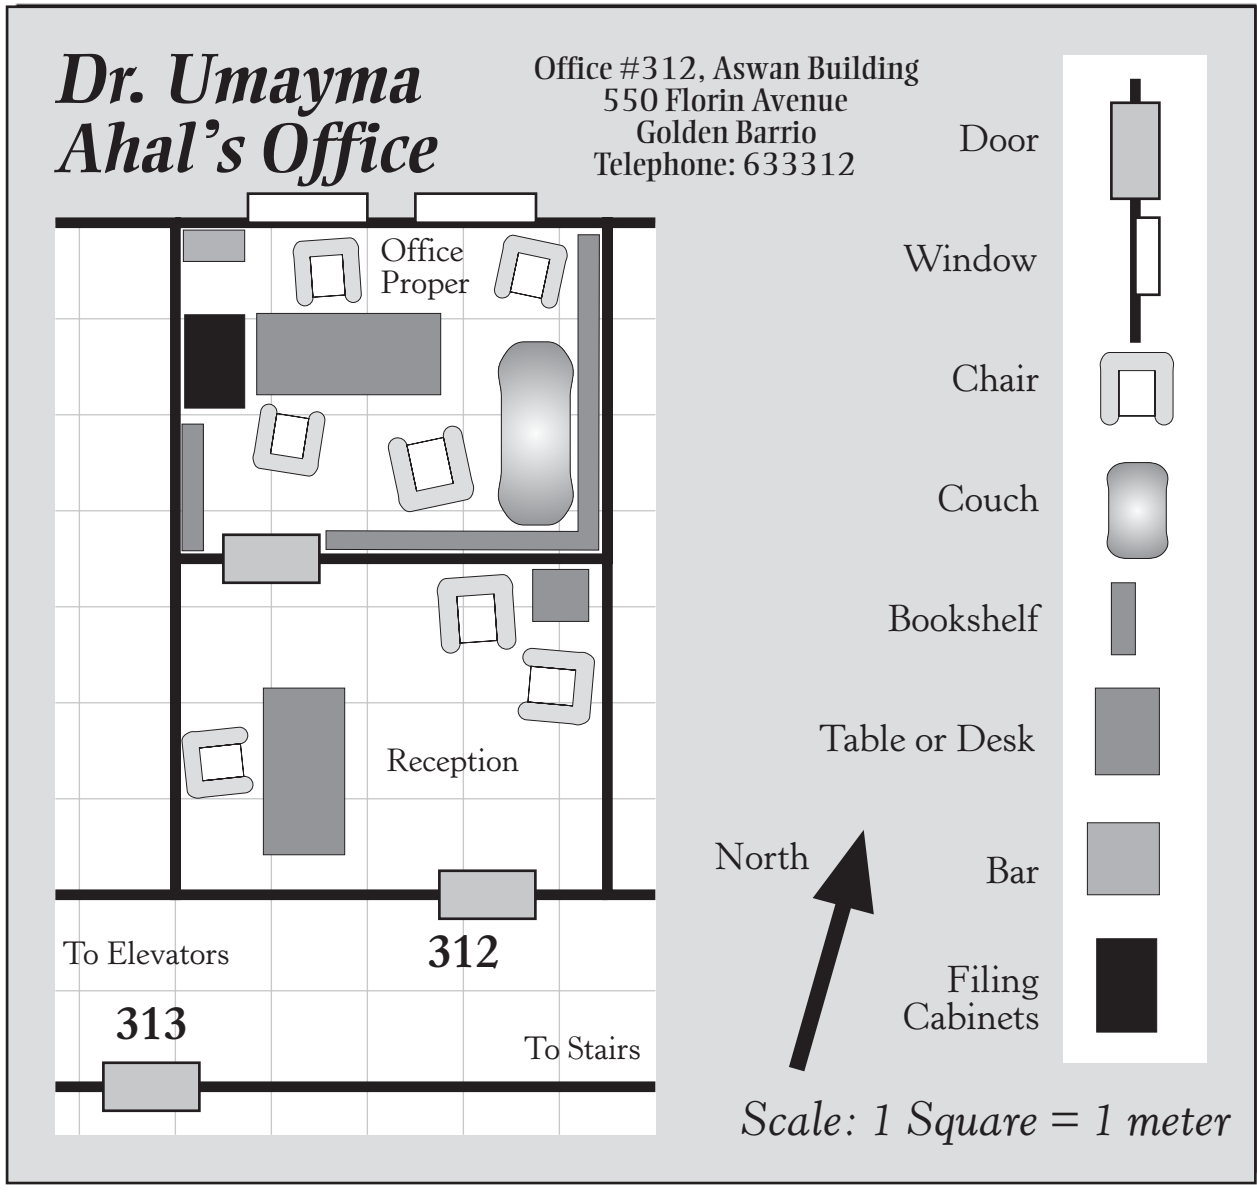 Dr. Umayma
Ahal's Office
Office #312, Aswan Building
550 Florin Avenue
Golden Barrio
Telephone: 633312
Office
Proper
Reception
To Elevators
312
313
To Stairs
Door
Window
Chair
Couch
Bookshelf
Table or Desk
North
Bar
Filing
Cabinets
Scale: 1 Square = 1 meter